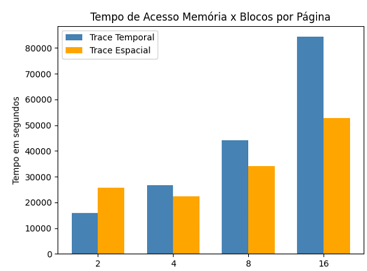 Tempo de Acesso Memória x Blocos por Página
Trace Temporal
Trace Espacial
Tempo em segundos
80000
70000
60000
50000
40000
30000
20000
10000
0
2 4 8 16